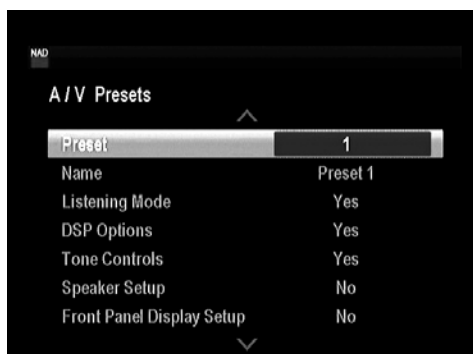 NAD
A / V Presets
Preset 1
Name Preset 1
Listening Mode Yes
DSP Options Yes
Tone Controls Yes
Speaker Setup No
Front Panel Display Setup No